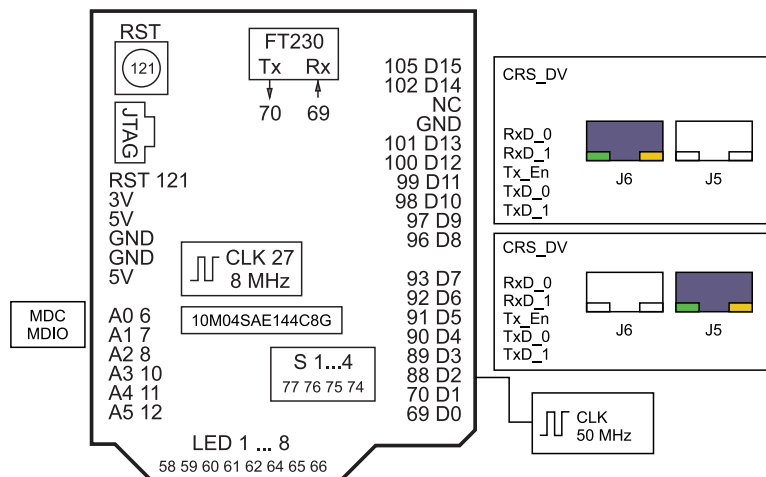 RST
121
JTAG
FT230
Tx Rx
70 69
RST 121
3V
5V
GND
GND
5V
CLK 27
8 MHz
MDC
MDIO
A0 6
A1 7
A2 8
A3 10
A4 11
A5 12
10M04SAE144C8G
S 1...4
77 76 75 74
LED 1 ... 8
58 59 60 61 62 64 65 66
105 D15
102 D14
NC
GND
101 D13
100 D12
99 D11
98 D10
97 D9
96 D8
93 D7
92 D6
91 D5
90 D4
89 D3
88 D2
70 D1
69 D0
CRS_DV
RxD_0
RxD_1
Tx_En
TxD_0
TxD_1
J6 J5
CRS_DV
RxD_0
RxD_1
Tx_En
TxD_0
TxD_1
J6 J5
CLK
50 MHz